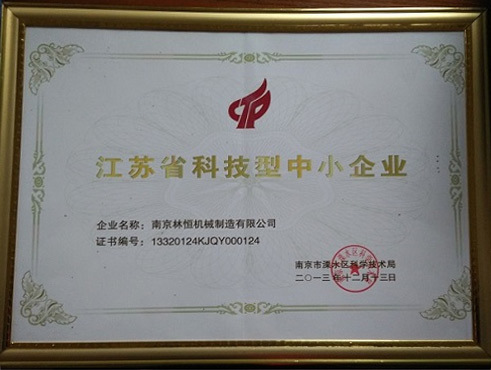 江苏省科技型中小企业
企业名称：南京林恒机械制造有限公司
证书编号：13320124KJQY000124
南京市溧水区科学技术局
二〇一三年十二月十三日